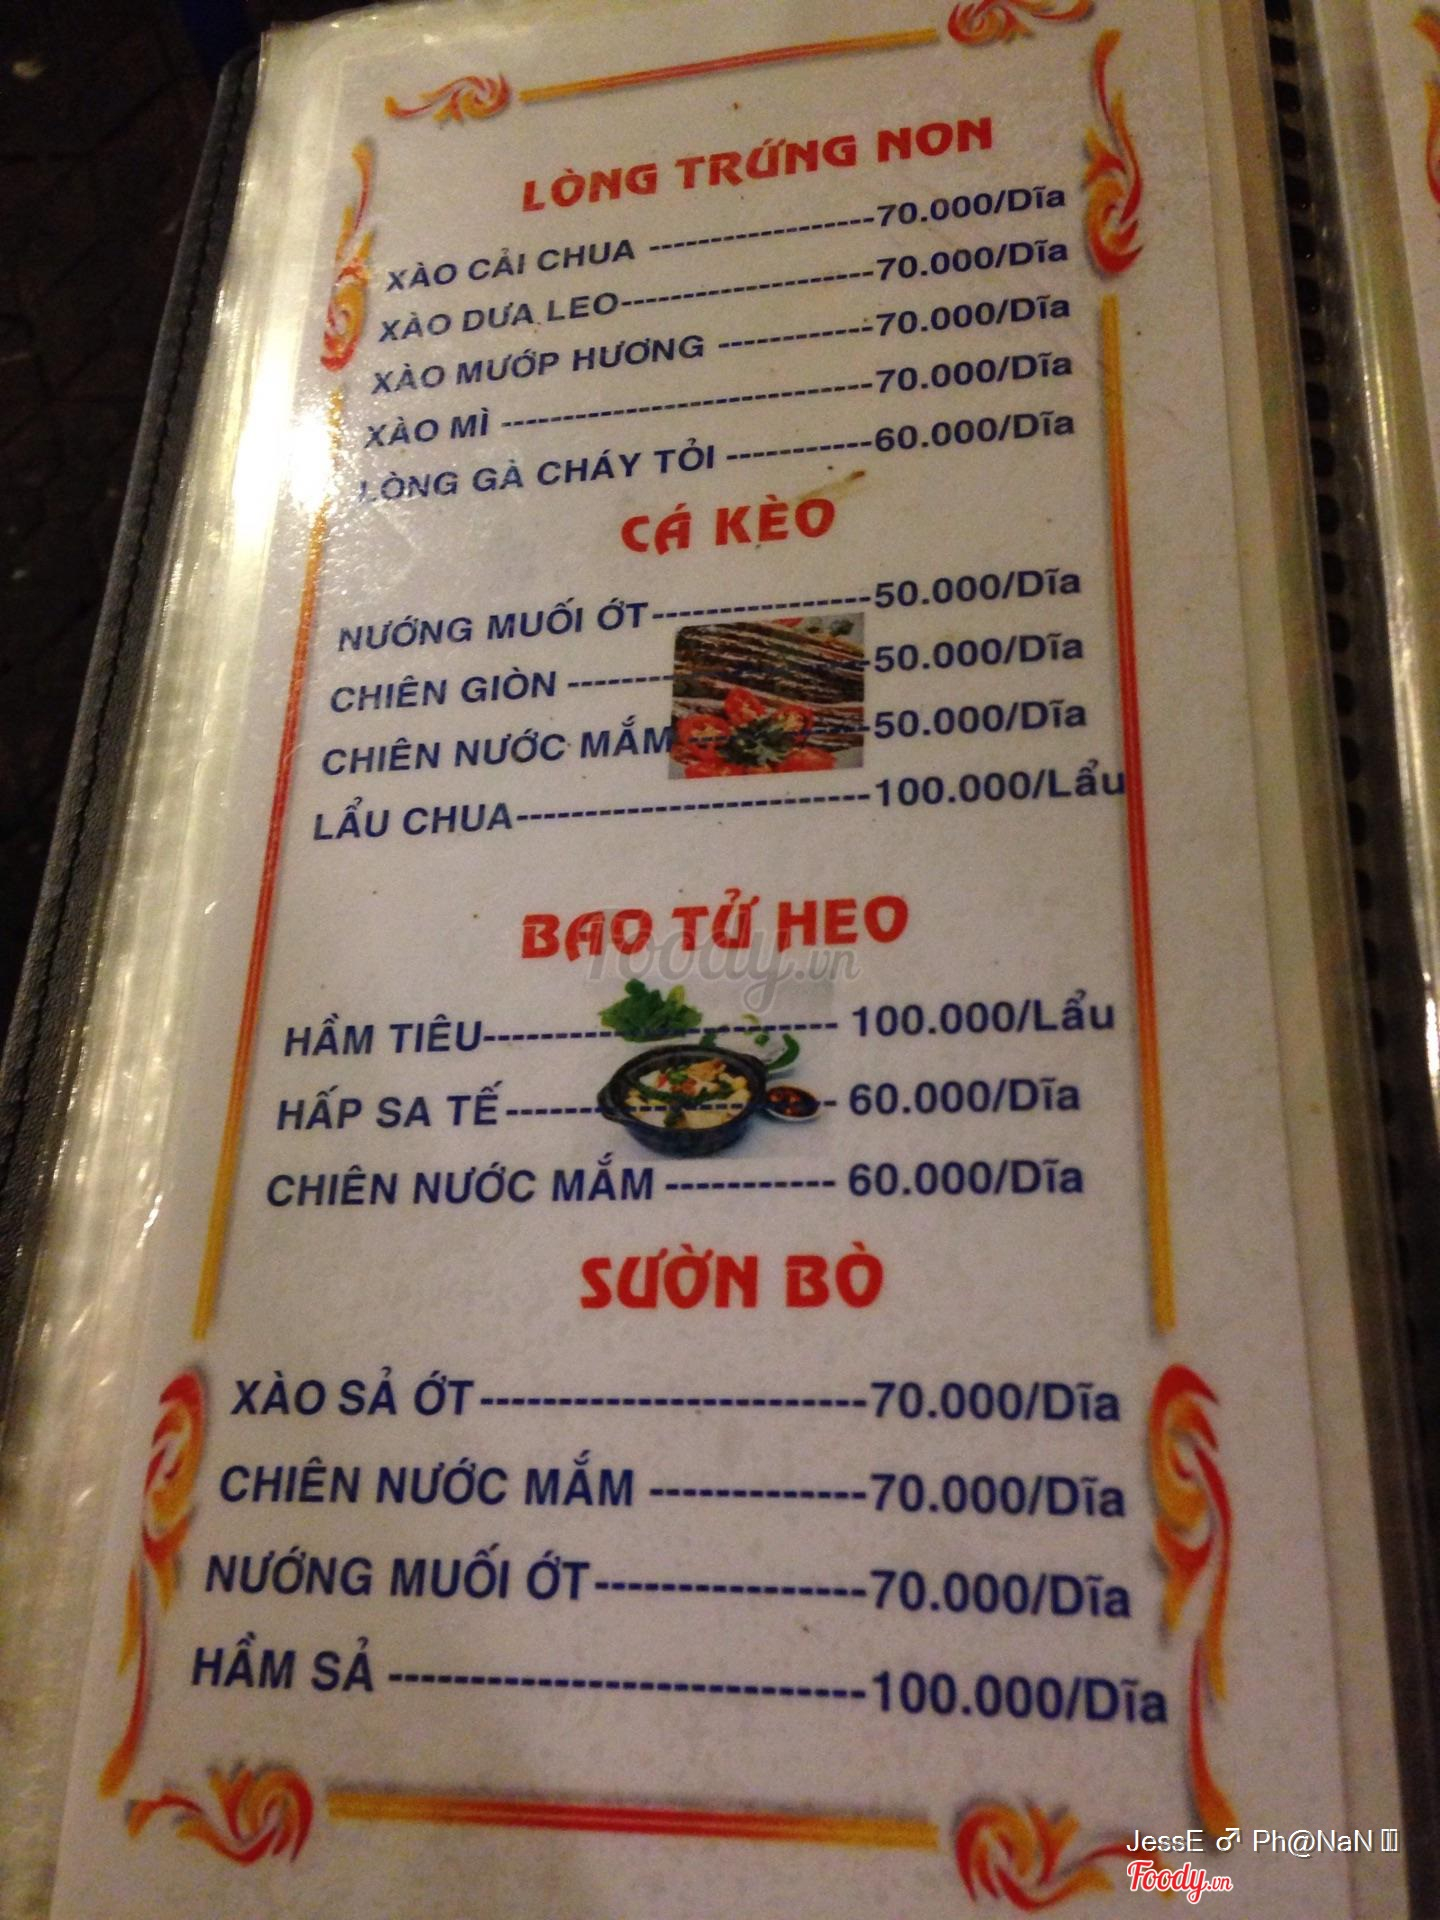 LÒNG TRỨNG NON
XÀO CẢI CHUA ------------------70.000/Dĩa
XÀO DƯA LEO--------------------70.000/Dĩa
XÀO MƯỚP HƯƠNG ------------70.000/Dĩa
XÀO MÌ ----------------------------70.000/Dĩa
LÒNG GÀ CHÁY TỎI -----------60.000/Dĩa
CÁ KÈO
NƯỚNG MUỐI ỚT----------------50.000/Dĩa
CHIÊN GIÒN ----------------------50.000/Dĩa
CHIÊN NƯỚC MẮM--------------50.000/Dĩa
LẨU CHUA--------------------------100.000/Lẩu
BAO TỬ HEO
Foody.vn
HẦM TIÊU----------------------- 100.000/Lẩu
HẤP SA TẾ---------------------- 60.000/Dĩa
CHIÊN NƯỚC MẮM ----------- 60.000/Dĩa
SƯỜN BÒ
XÀO SẢ ỚT-------------------------70.000/Dĩa
CHIÊN NƯỚC MẮM -------------70.000/Dĩa
NƯỚNG MUỐI ỚT-----------------70.000/Dĩa
HẦM SẢ -----------------------------100.000/Dĩa
JessE ♂ Ph@NaN
Foody.vn